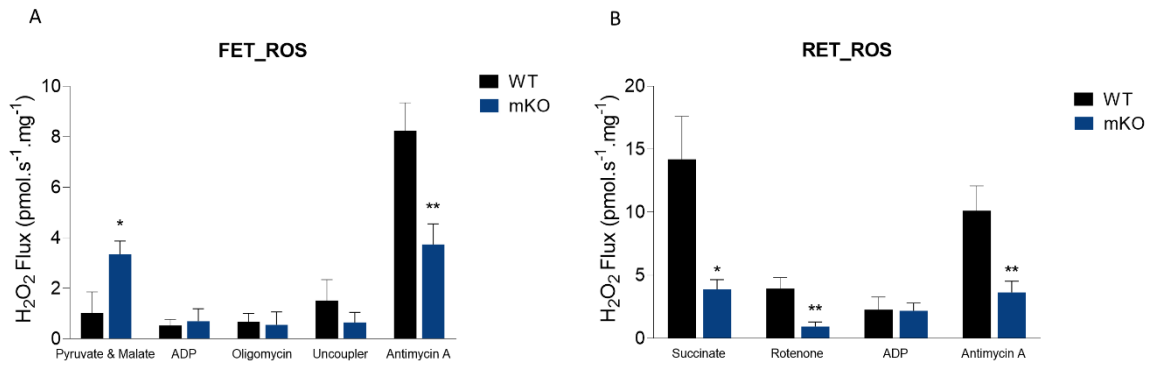 A
FET_ROS
H₂O₂ Flux (pmol.s⁻¹.mg⁻¹)
10
8
6
4
2
0
*
**
Pyruvate & Malate
ADP
Oligomycin
Uncoupler
Antimycin A
WT
mKO
B
RET_ROS
H₂O₂ Flux (pmol.s⁻¹.mg⁻¹)
20
15
10
5
0
*
**
**
Succinate
Rotenone
ADP
Antimycin A
WT
mKO